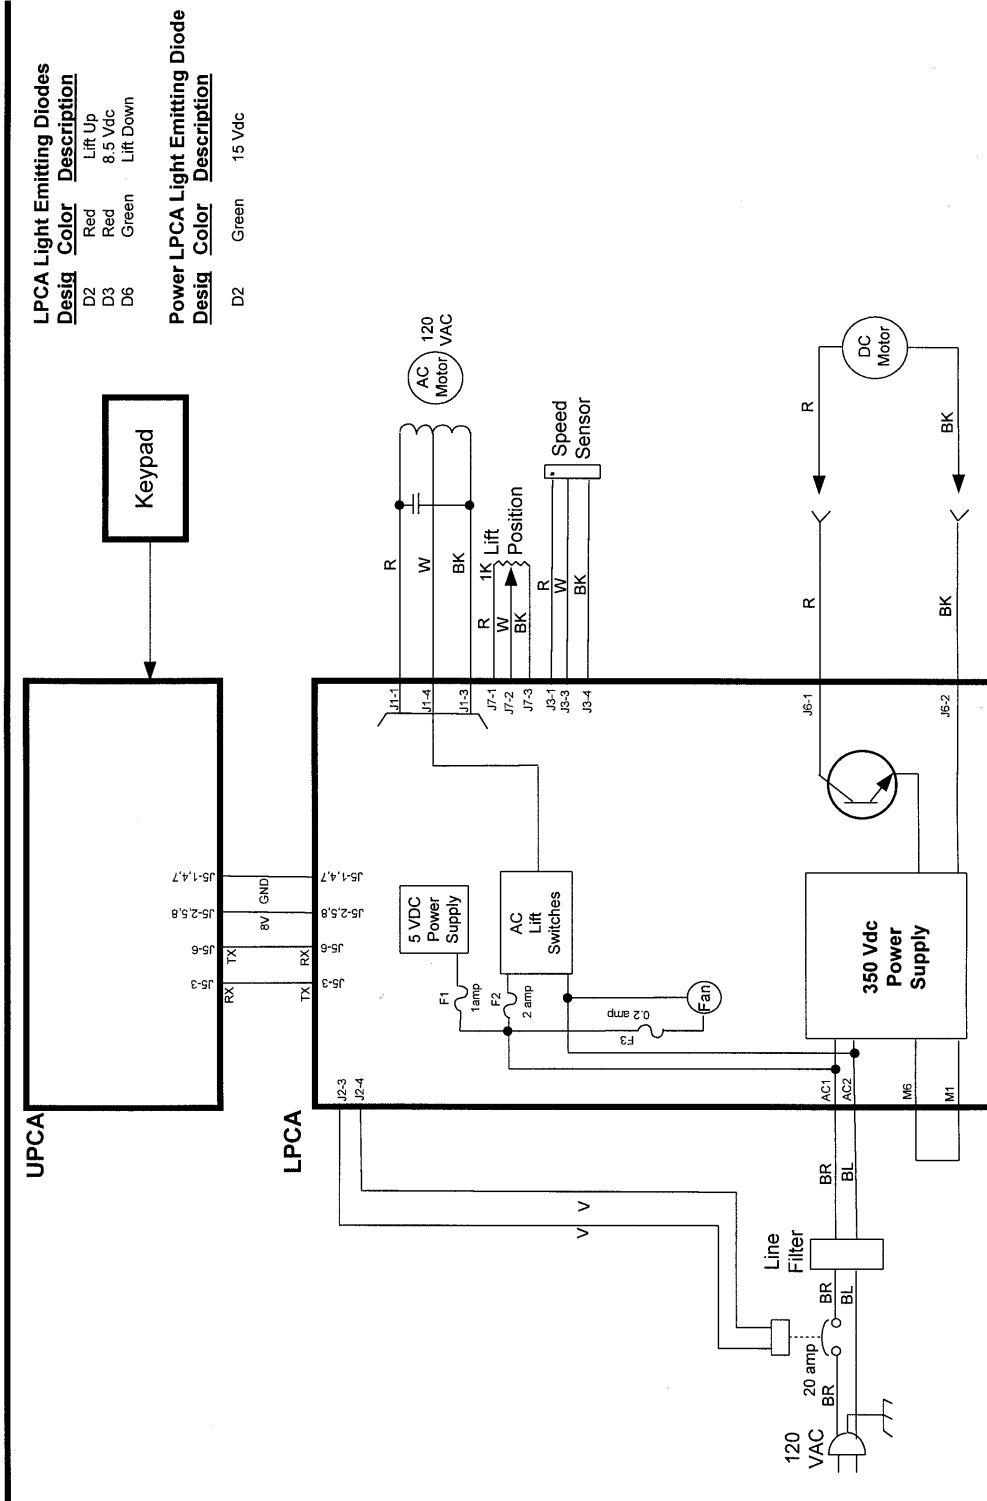 LPCA Light Emitting Diodes
Desig Color Description
D2 Red Lift Up
D3 Red 8.5 Vdc
D6 Green Lift Down
Power LPCA Light Emitting Diode
Desig Color Description
D2 Green 15 Vdc
Keypad
UPCA
J5-3
J5-6
J5-2,5,8
J5-1,4,7
RX
TX
8V
GND
TX
RX
J5-3
J5-6
J5-2,5,8
J5-1,4,7
LPCA
J2-3
J2-4
V
V
5 VDC
Power
Supply
F1
1amp
F2
2 amp
AC
Lift
Switches
F3
0.2 amp
Fan
J1-1
J1-4
J1-3
R
W
BK
AC
Motor
120
VAC
J7-1
J7-2
J7-3
R
W
BK
1K
Lift
Position
J3-1
J3-3
J3-4
R
W
BK
Speed
Sensor
J6-1
J6-2
R
BK
R
BK
DC
Motor
350 Vdc
Power
Supply
AC1
AC2
M6
M1
BR
BL
Line
Filter
BR
BL
20 amp
BR
120
VAC